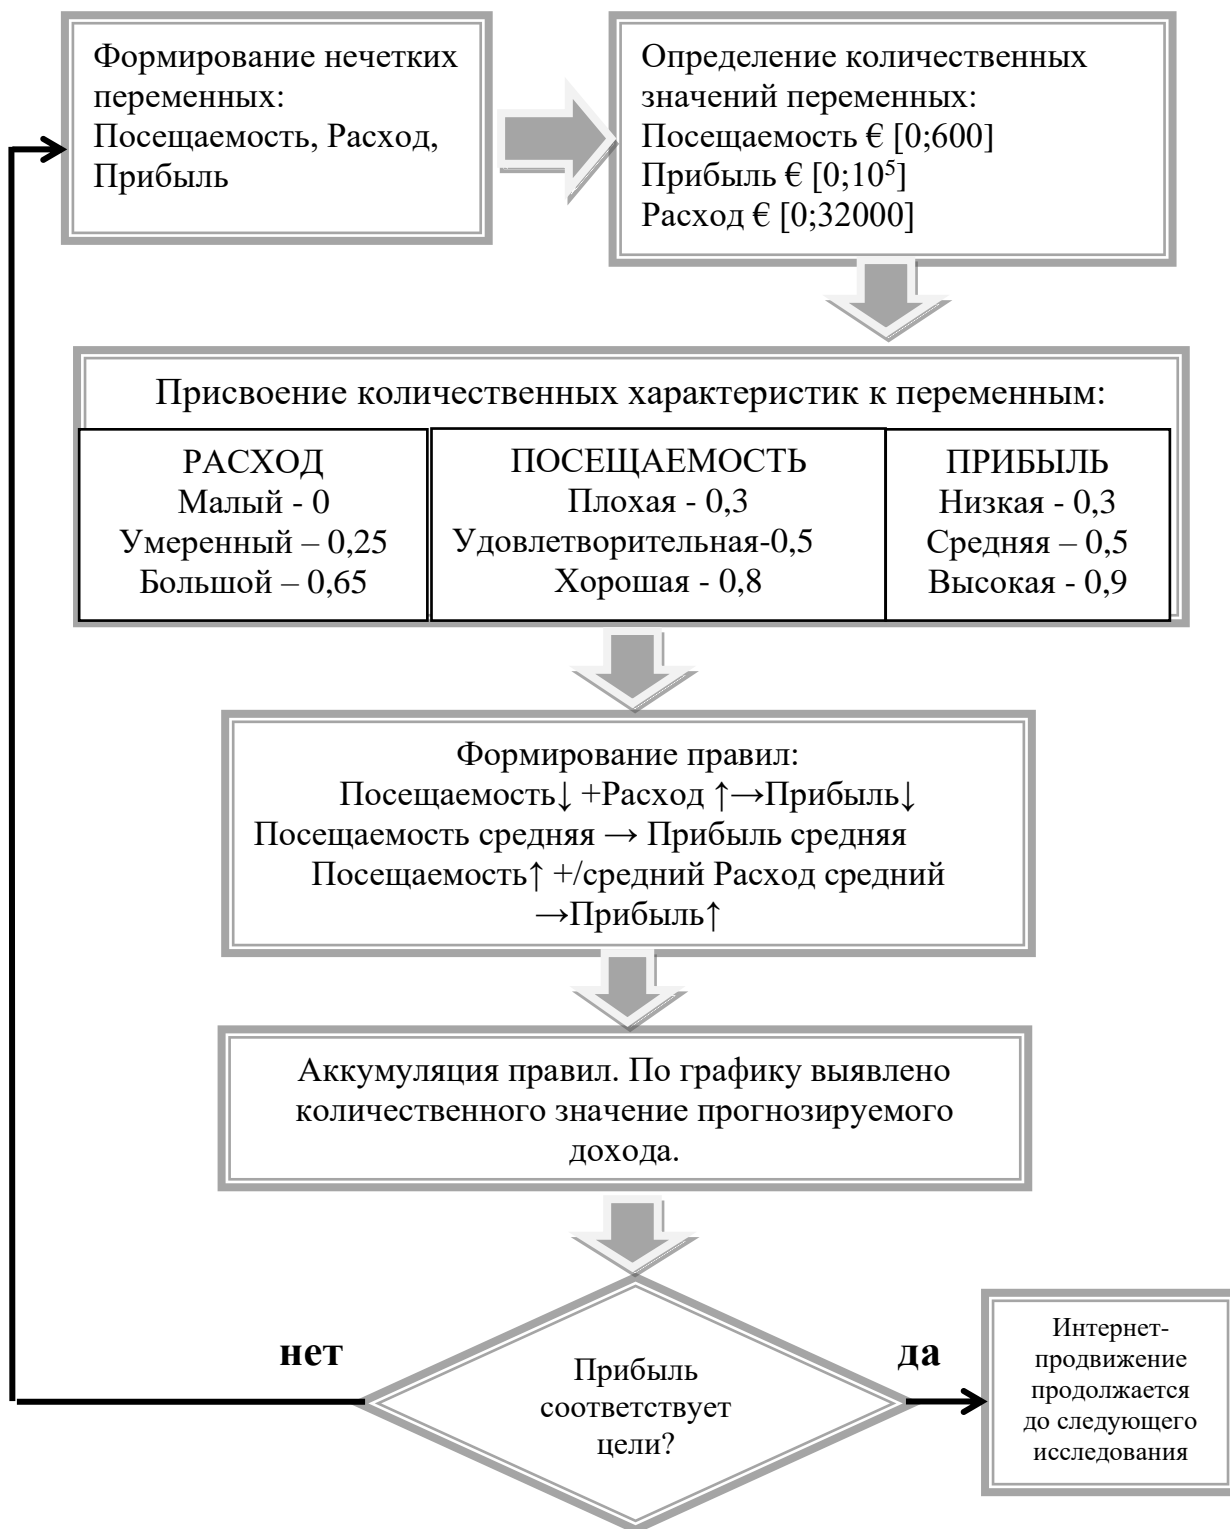 Формирование нечетких
переменных:
Посещаемость, Расход,
Прибыль
Определение количественных
значений переменных:
Посещаемость € [0;600]
Прибыль € [0;10⁵]
Расход € [0;32000]
Присвоение количественных характеристик к переменным:
РАСХОД
Малый - 0
Умеренный – 0,25
Большой – 0,65
ПОСЕЩАЕМОСТЬ
Плохая - 0,3
Удовлетворительная-0,5
Хорошая - 0,8
ПРИБЫЛЬ
Низкая - 0,3
Средняя – 0,5
Высокая - 0,9
Формирование правил:
Посещаемость↓ +Расход ↑→Прибыль↓
Посещаемость средняя → Прибыль средняя
Посещаемость↑ +/средний Расход средний
→Прибыль↑
Аккумуляция правил. По графику выявлено
количественного значение прогнозируемого
дохода.
нет
Прибыль
соответствует
цели?
да
Интернет-
продвижение
продолжается
до следующего
исследования